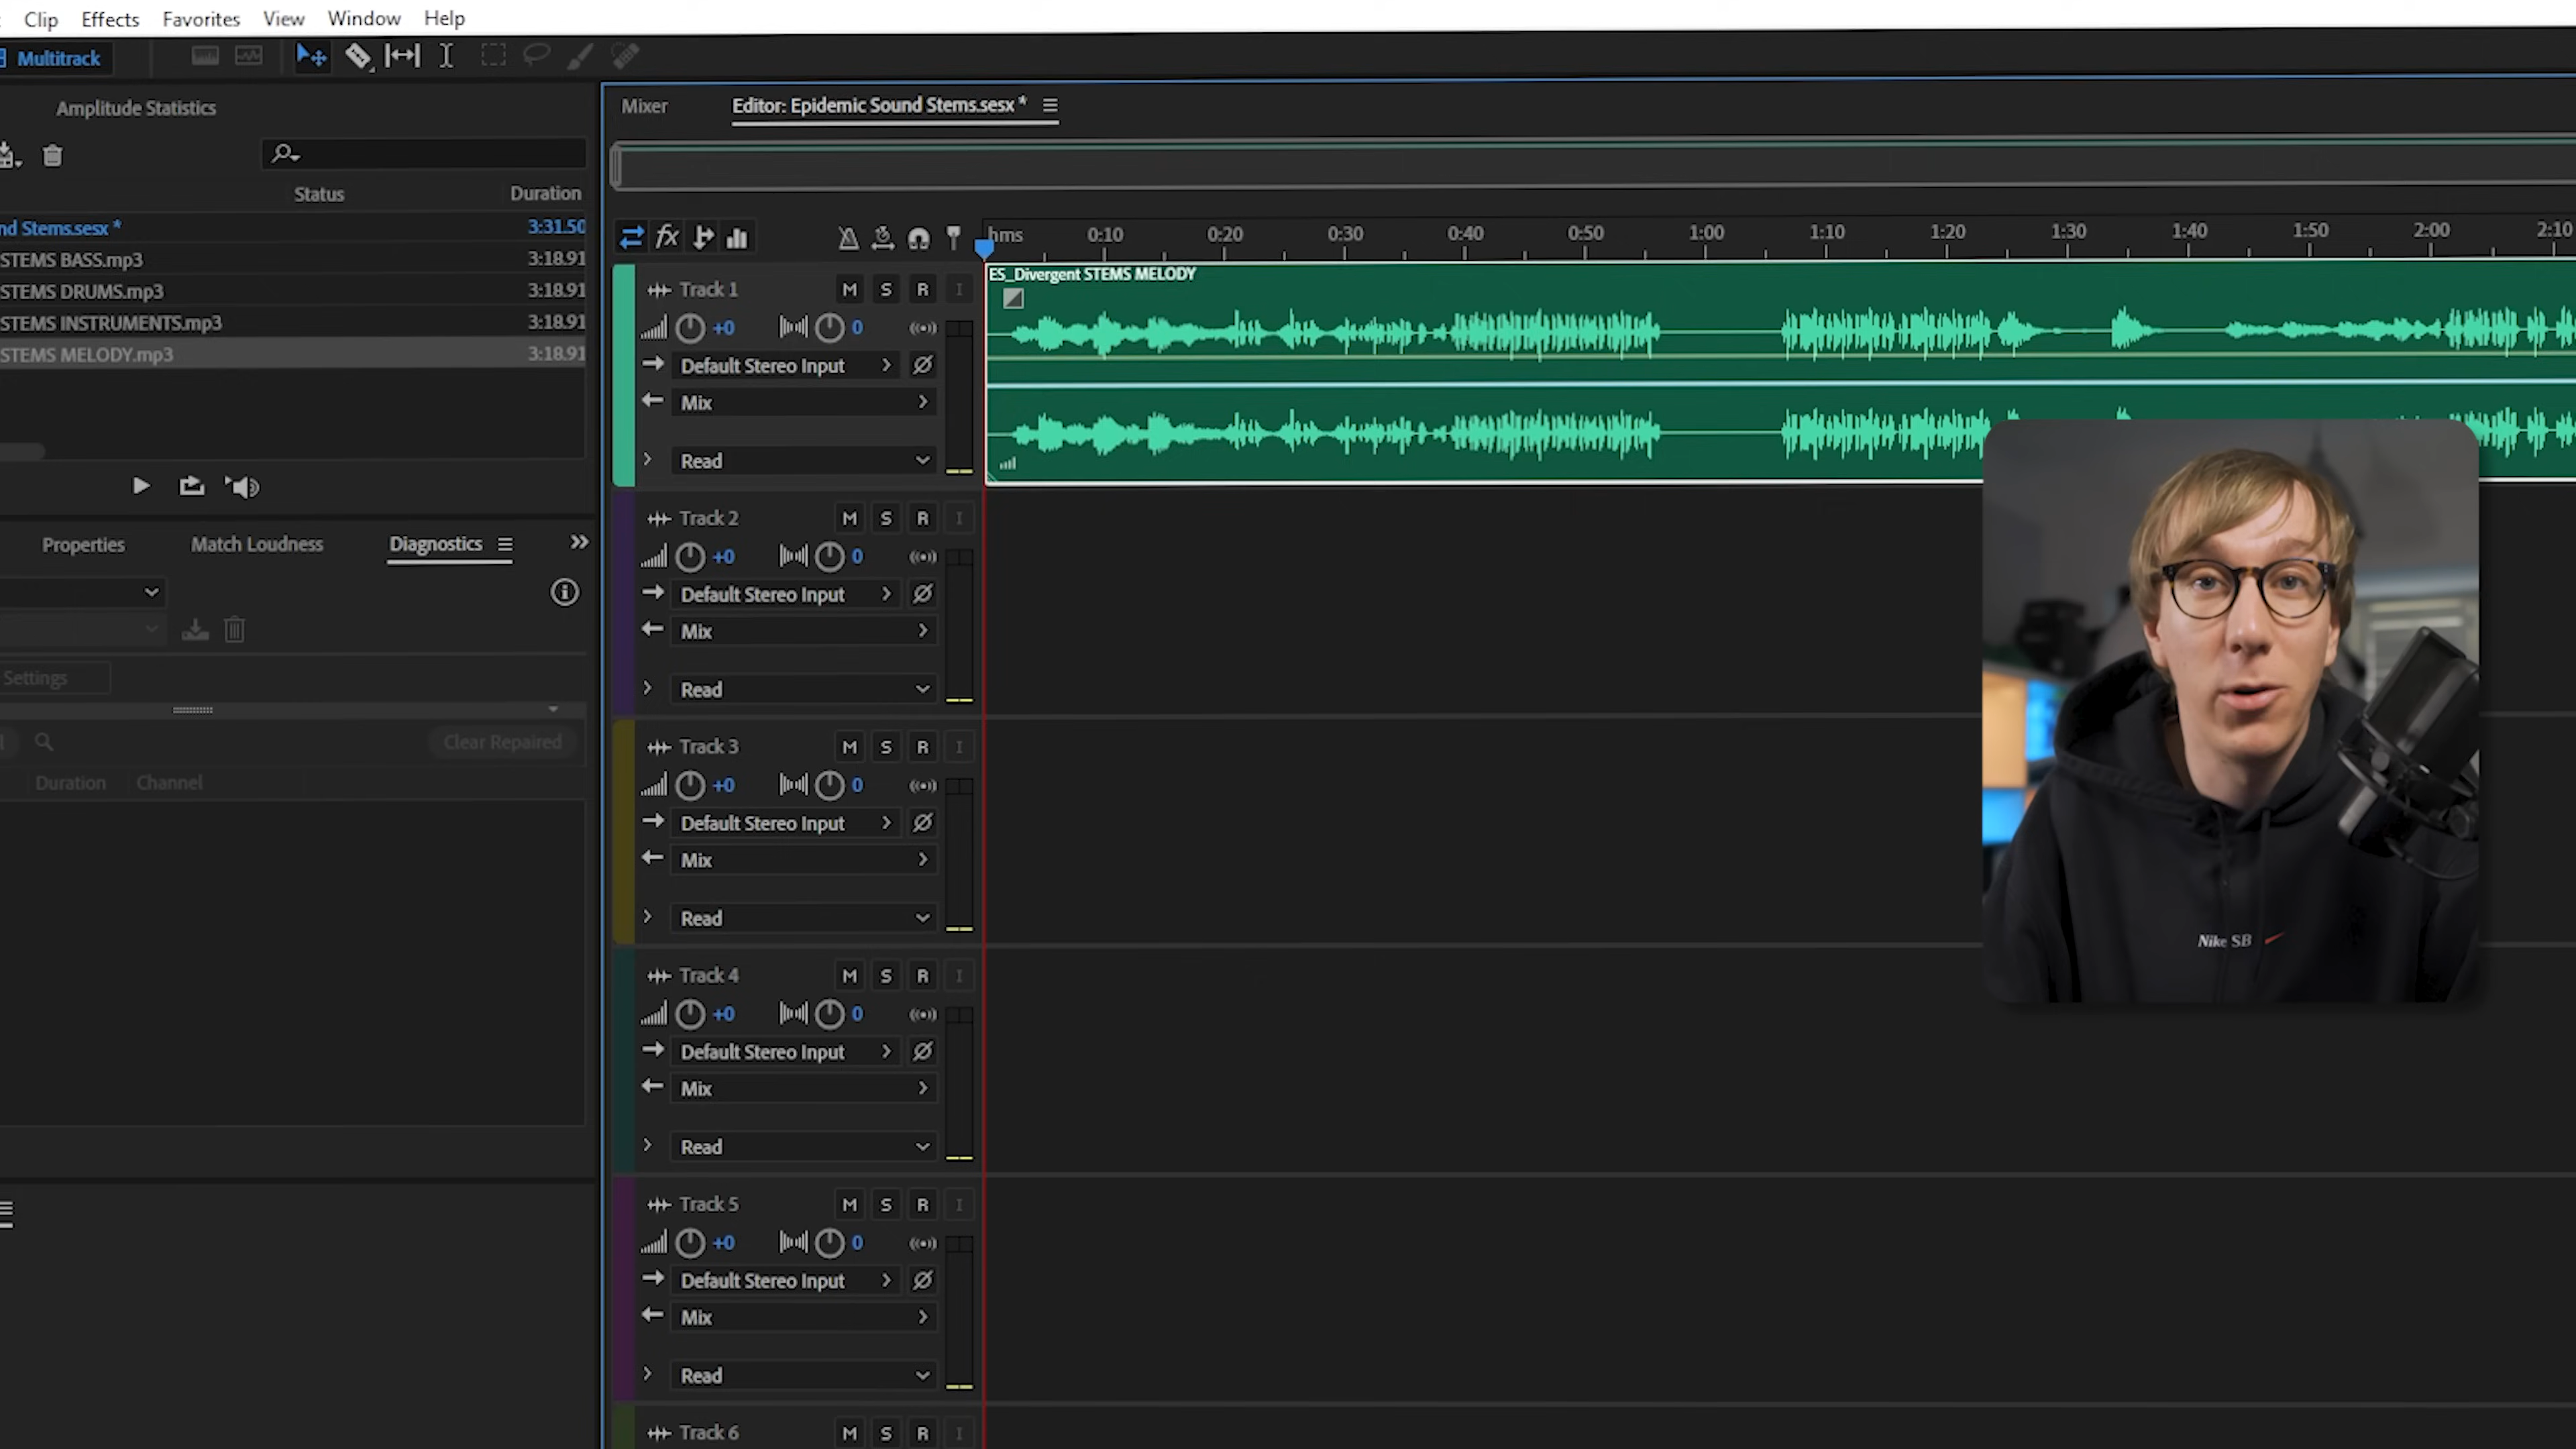 Clip Effects Favorites View Window Help
Multitrack
Amplitude Statistics
Status Duration
nd Stems.sesx * 3:31.50
STEMS BASS.mp3 3:18.91
STEMS DRUMS.mp3 3:18.91
STEMS INSTRUMENTS.mp3 3:18.91
STEMS MELODY.mp3 3:18.91
Properties Match Loudness Diagnostics
Settings
Clear Repaired
Duration Channel
Mixer Editor: Epidemic Sound Stems.sesx *
fx
hms 0:10 0:20 0:30 0:40 0:50 1:00 1:10 1:20 1:30 1:40 1:50 2:00 2:10
ES_Divergent STEMS MELODY
Track 1 M S R I
+0 0
Default Stereo Input
Mix
Read
Track 2 M S R I
+0 0
Default Stereo Input
Mix
Read
Track 3 M S R I
+0 0
Default Stereo Input
Mix
Read
Track 4 M S R I
+0 0
Default Stereo Input
Mix
Read
Track 5 M S R I
+0 0
Default Stereo Input
Mix
Read
Track 6 M S R I
Nike SB